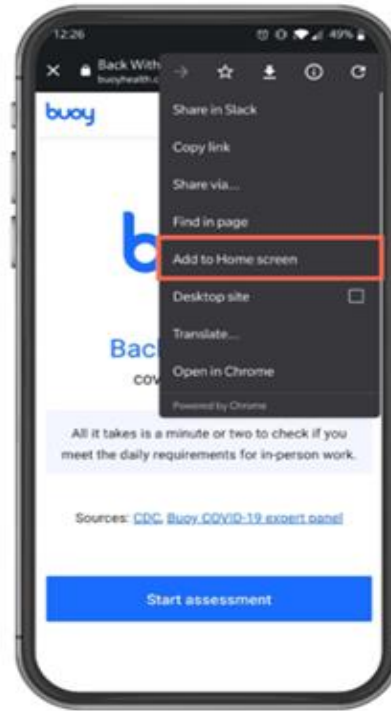 12:26
49%
Back With
buoyhealth.c
buoy
Share in Slack
Copy link
Share via...
Find in page
Add to Home screen
Desktop site
Translate...
Open in Chrome
Powered by Chrome
b
Bac
cov
All it takes is a minute or two to check if you
meet the daily requirements for in-person work.
Sources: CDC, Buoy COVID-19 expert panel
Start assessment